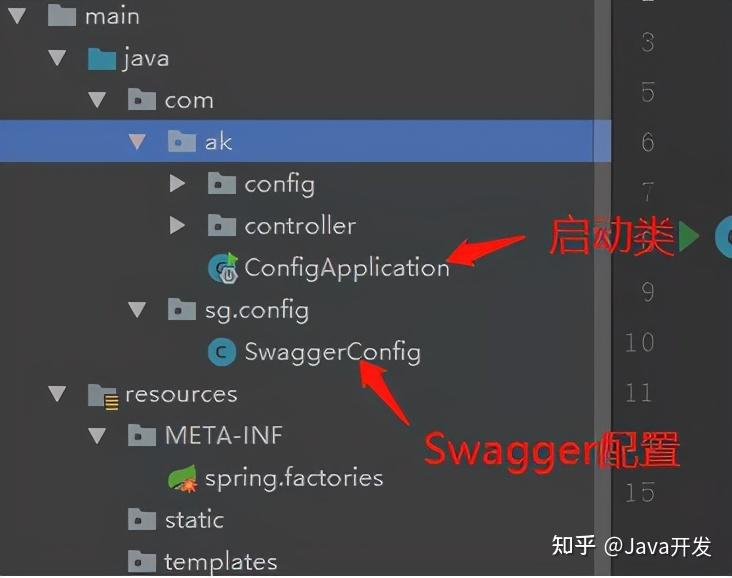 main
3
java
com
5
ak
6
config
7
controller
启动类
ConfigApplication
sg.config
9
SwaggerConfig
10
resources
11
META-INF
Swagger配置
spring.factories
15
static
知乎 @Java开发
templates